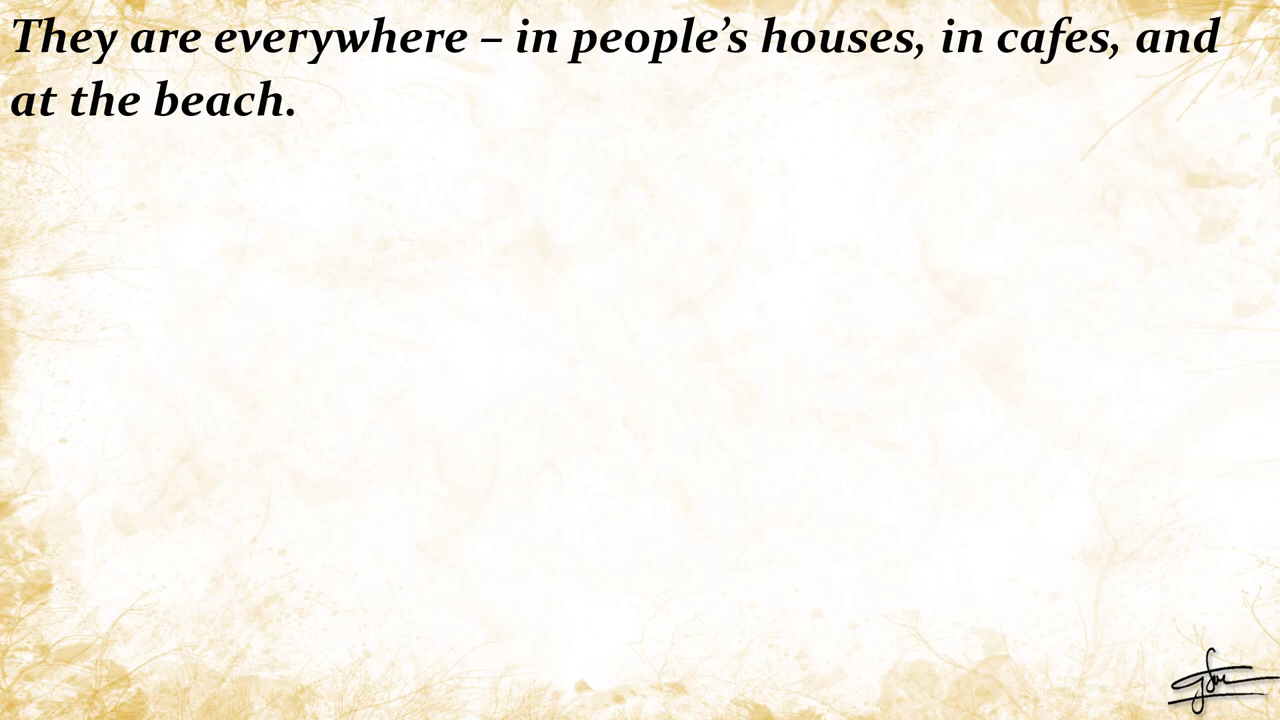 They are everywhere – in people’s houses, in cafes, and
at the beach.